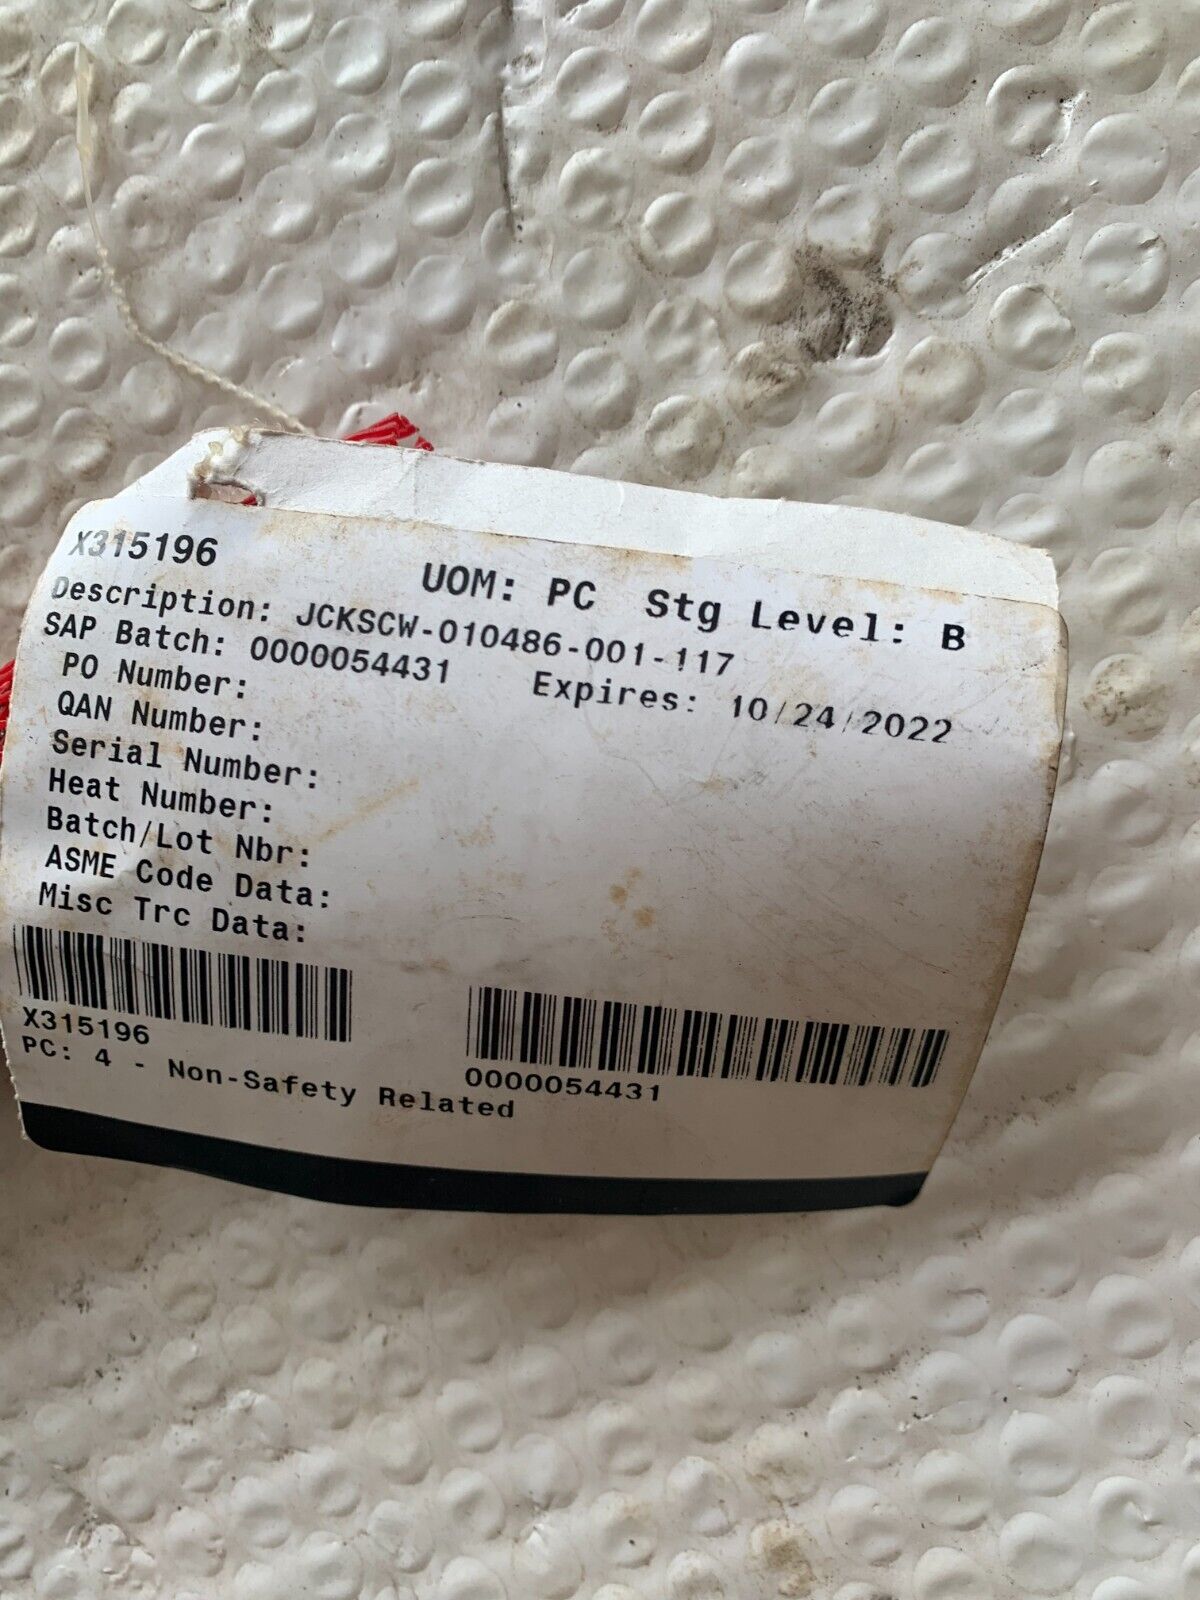 X315196
UOM: PC Stg Level: B
Description: JCKSCW-010486-001-117
SAP Batch: 0000054431 Expires: 10/24/2022
PO Number:
QAN Number:
Serial Number:
Heat Number:
Batch/Lot Nbr:
ASME Code Data:
Misc Trc Data:
X315196
0000054431
PC: 4 - Non-Safety Related